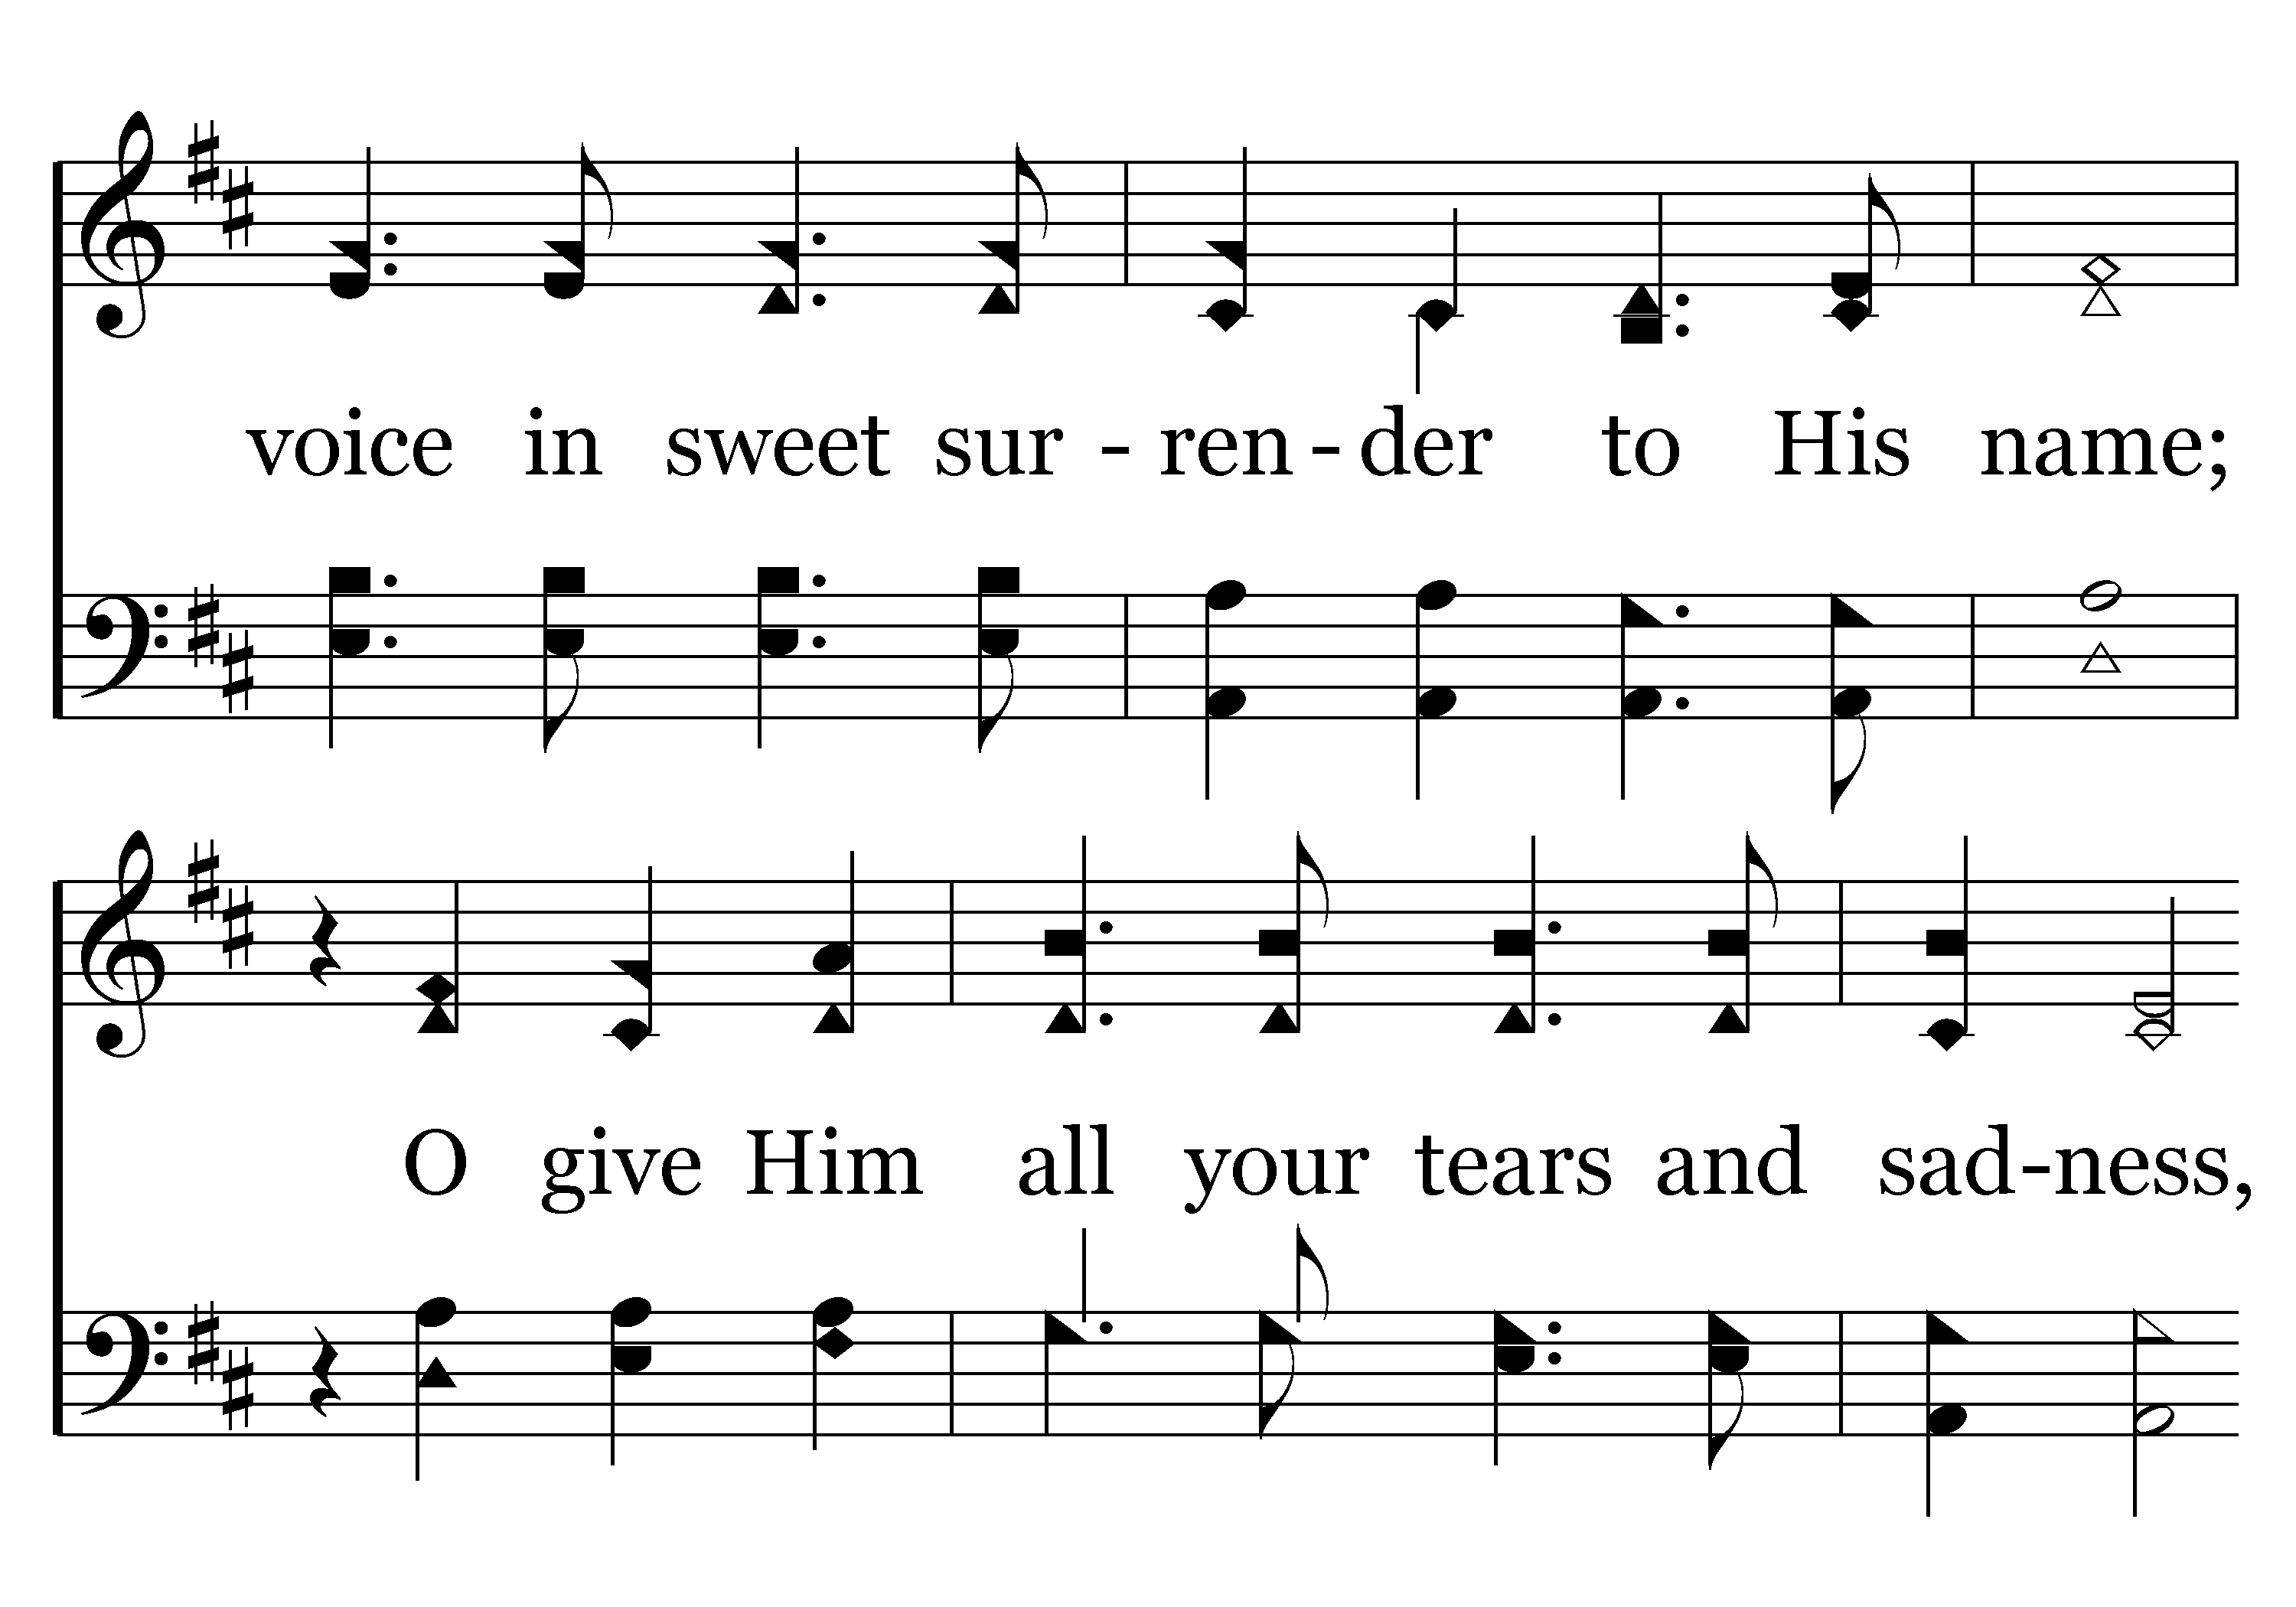 voice in sweet sur - ren - der to His name;
O give Him all your tears and sad-ness,